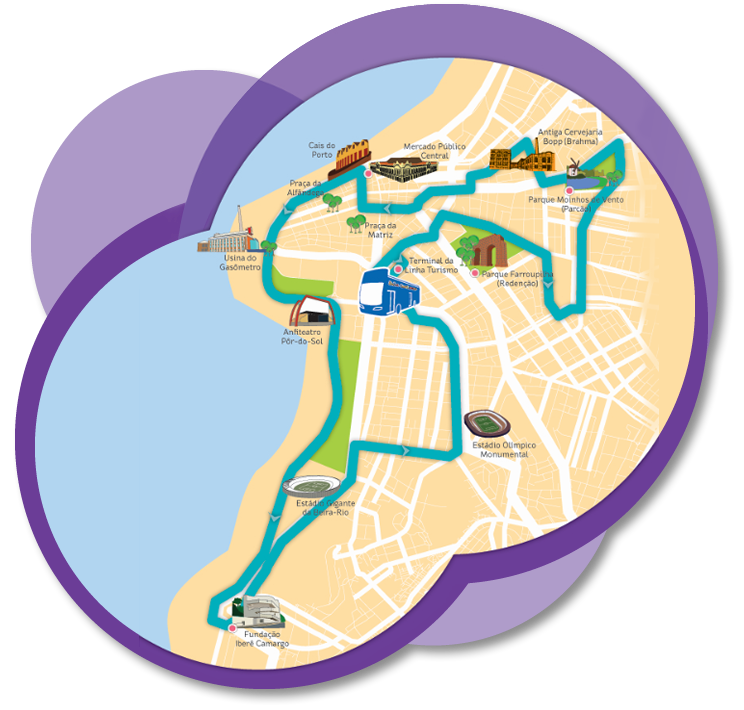 Antiga Cervejaria
Bopp (Brahma)
Cais do
Porto
Mercado Público
Central
Praça da
Alfândega
Parque Moinhos de Vento
(Parcão)
Praça da
Matriz
Usina do
Gasômetro
Terminal da
Linha Turismo
Parque Farroupilha
(Redenção)
Anfiteatro
Pôr-do-Sol
Estádio Olímpico
Monumental
Estádio Gigante
da Beira-Rio
Fundação
Iberê Camargo